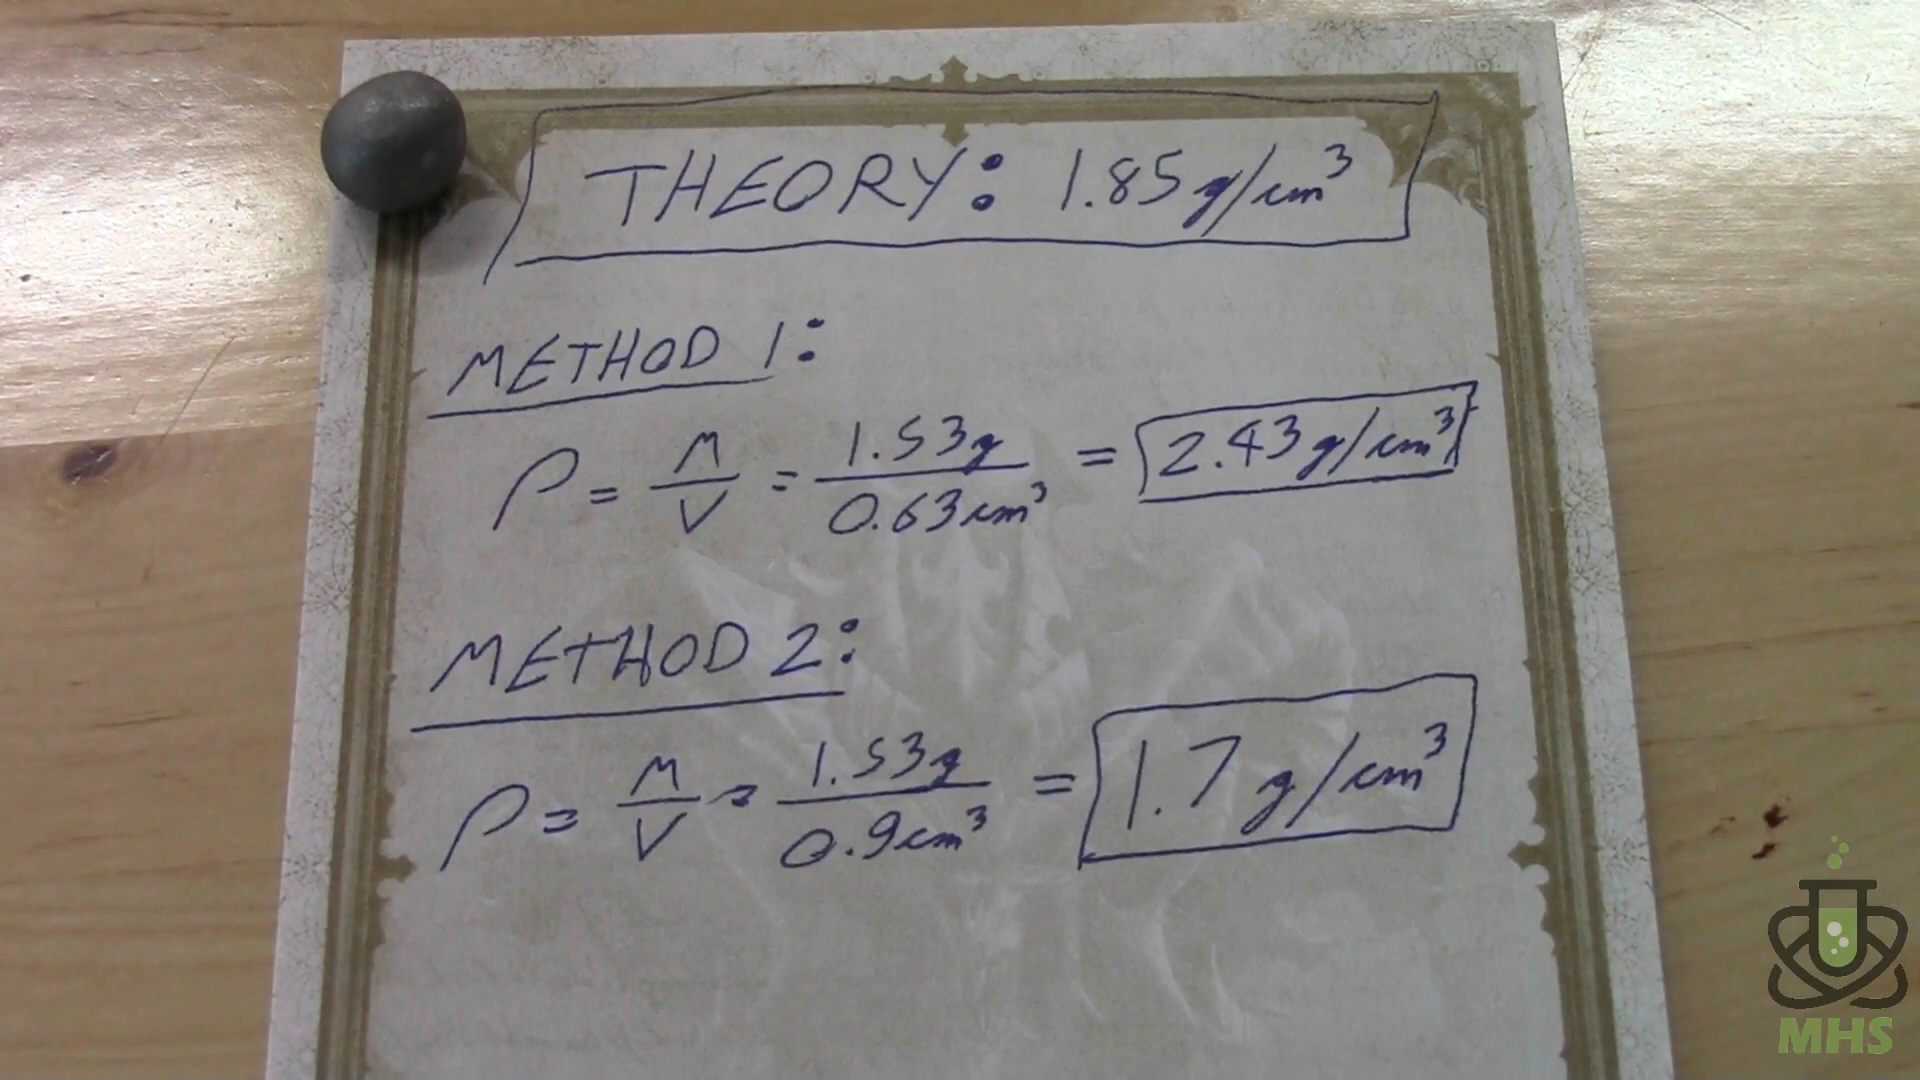 THEORY: 1.85 g/cm³
METHOD 1:
ρ = M/V = 1.53g/0.63cm³ = 2.43 g/cm³
METHOD 2:
ρ = M/V = 1.53g/0.9cm³ = 1.7 g/cm³
MHS